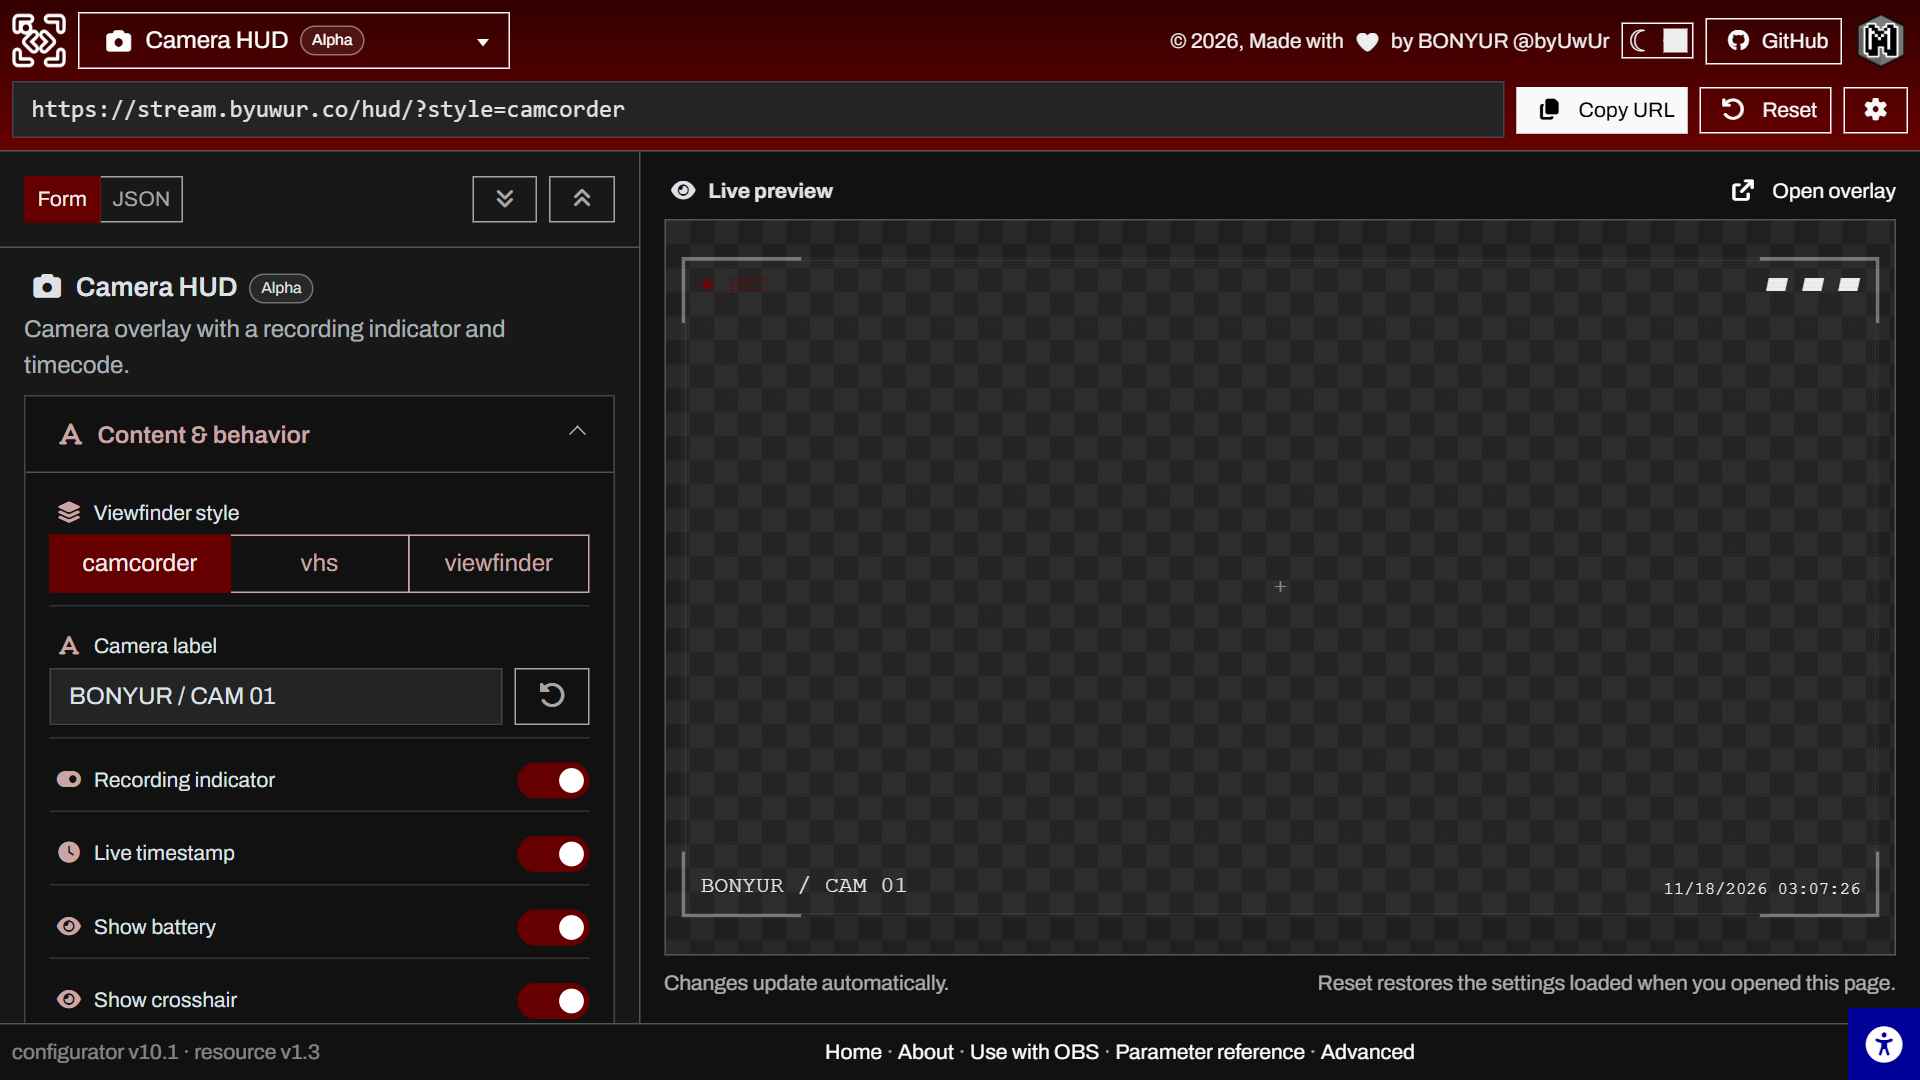 Camera HUD Alpha
© 2026, Made with by BONYUR @byUwUr
GitHub
https://stream.byuwur.co/hud/?style=camcorder
Copy URL
Reset
Form JSON
Live preview
Open overlay
Camera HUD Alpha
Camera overlay with a recording indicator and
timecode.
Content & behavior
Viewfinder style
camcorder vhs viewfinder
Camera label
BONYUR / CAM 01
Recording indicator
Live timestamp
Show battery
Show crosshair
BONYUR / CAM 01
11/18/2026 03:07:26
Changes update automatically.
Reset restores the settings loaded when you opened this page.
configurator v10.1 · resource v1.3
Home · About · Use with OBS · Parameter reference · Advanced